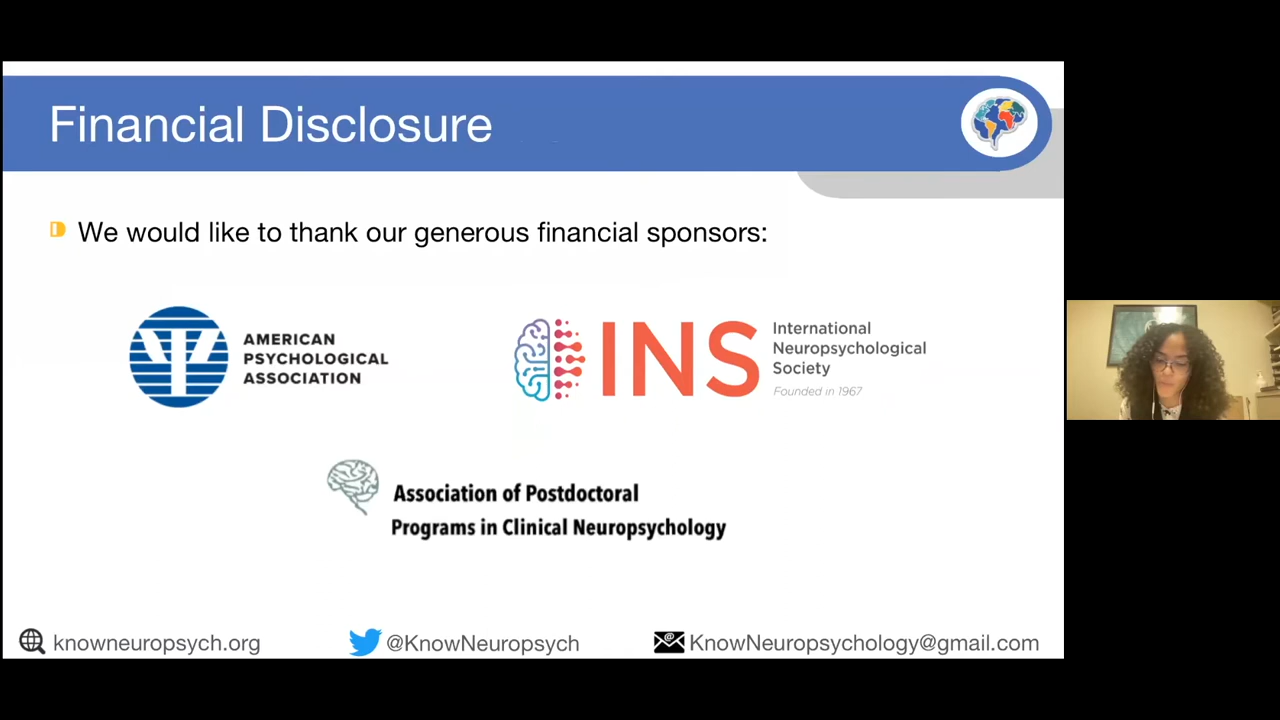 Financial Disclosure
We would like to thank our generous financial sponsors:
AMERICAN
PSYCHOLOGICAL
ASSOCIATION
INS
International
Neuropsychological
Society
Founded in 1967
Association of Postdoctoral
Programs in Clinical Neuropsychology
knowneuropsych.org
@KnowNeuropsych
KnowNeuropsychology@gmail.com